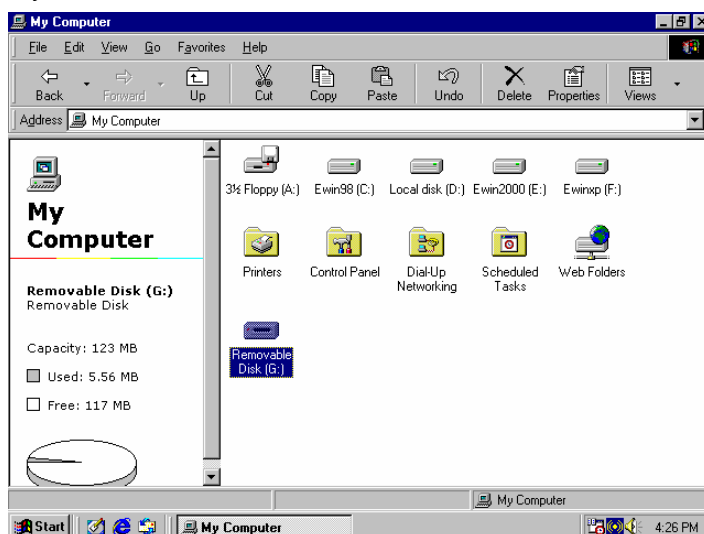 My Computer
File Edit View Go Favorites Help
Back Forward Up Cut Copy Paste Undo Delete Properties Views
Address My Computer
My
Computer
Removable Disk (G:)
Removable Disk
Capacity: 123 MB
Used: 5.56 MB
Free: 117 MB
3½ Floppy (A:) Ewin98 (C:) Local disk (D:) Ewin2000 (E:) Ewinxp (F:)
Printers Control Panel Dial-Up Networking Scheduled Tasks Web Folders
Removable
Disk (G:)
My Computer
Start My Computer 4:26 PM